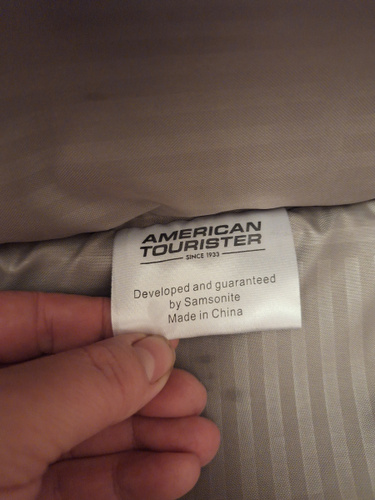 AMERICAN
TOURISTER
SINCE 1933
Developed and guaranteed
by Samsonite
Made in China